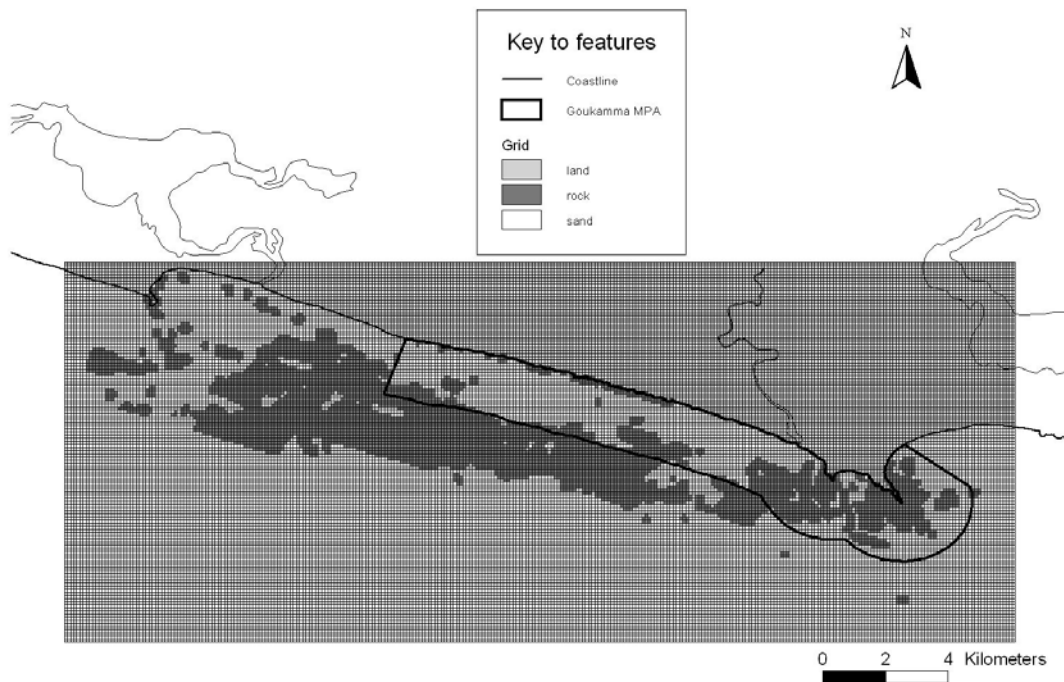 Key to features
Coastline
Goukamma MPA
Grid
land
rock
sand
N
0 2 4 Kilometers